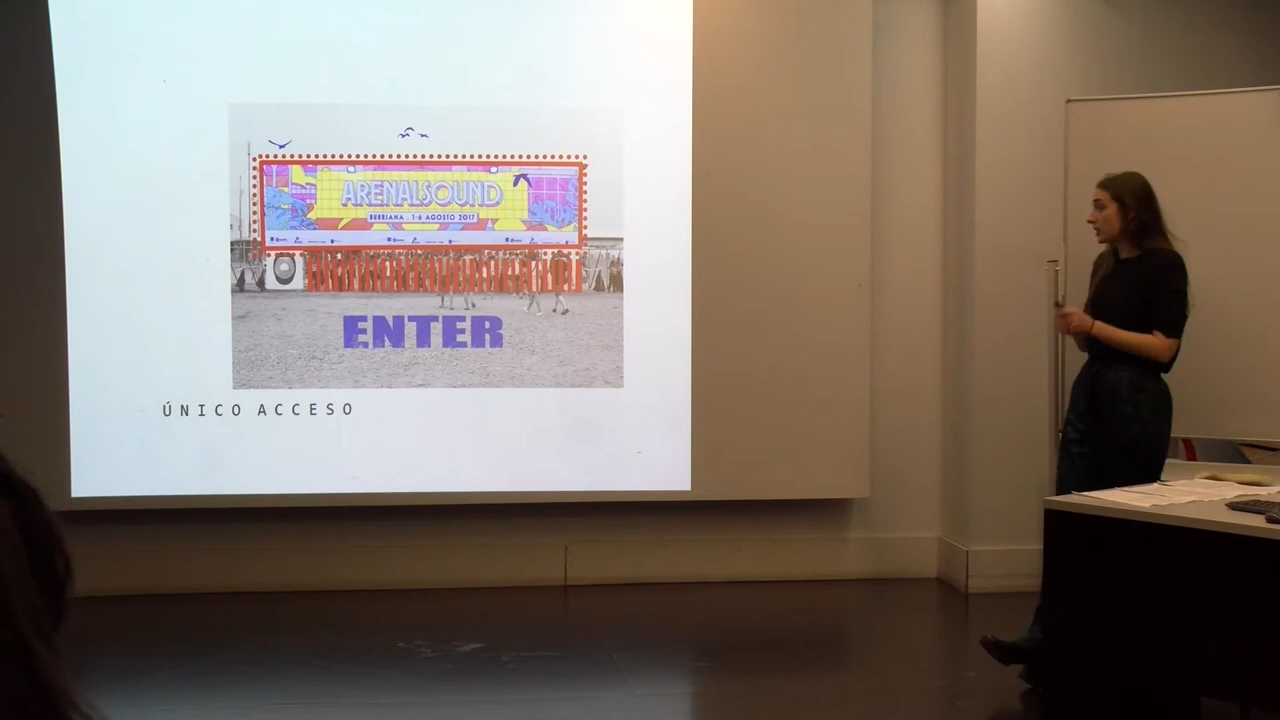 ARENALSOUND
BURRIANA . 1-6 AGOSTO 2017
ENTER
ÚNICO ACCESO